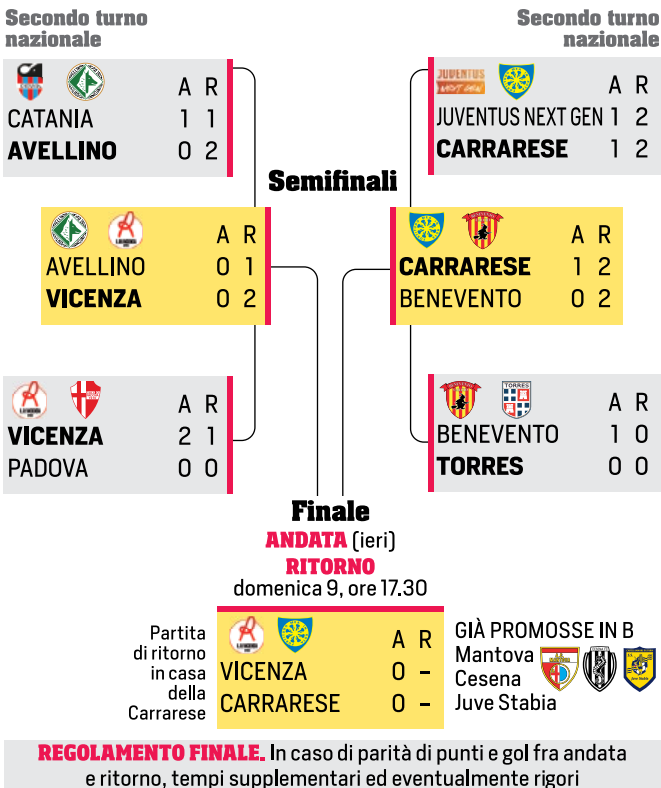 Secondo turno
nazionale
Secondo turno
nazionale
A R
CATANIA 1 1
AVELLINO 0 2
JUVENTUS
NEXT GEN
A R
JUVENTUS NEXT GEN 1 2
CARRARESE 1 2
Semifinali
A R
AVELLINO 0 1
VICENZA 0 2
A R
CARRARESE 1 2
BENEVENTO 0 2
A R
VICENZA 2 1
PADOVA 0 0
TORRES
A R
BENEVENTO 1 0
TORRES 0 0
Finale
ANDATA (ieri)
RITORNO
domenica 9, ore 17.30
Partita
di ritorno
in casa
della
Carrarese
A R
VICENZA 0 -
CARRARESE 0 -
GIÀ PROMOSSE IN B
Mantova
Cesena
Juve Stabia
REGOLAMENTO FINALE. In caso di parità di punti e gol fra andata
e ritorno, tempi supplementari ed eventualmente rigori